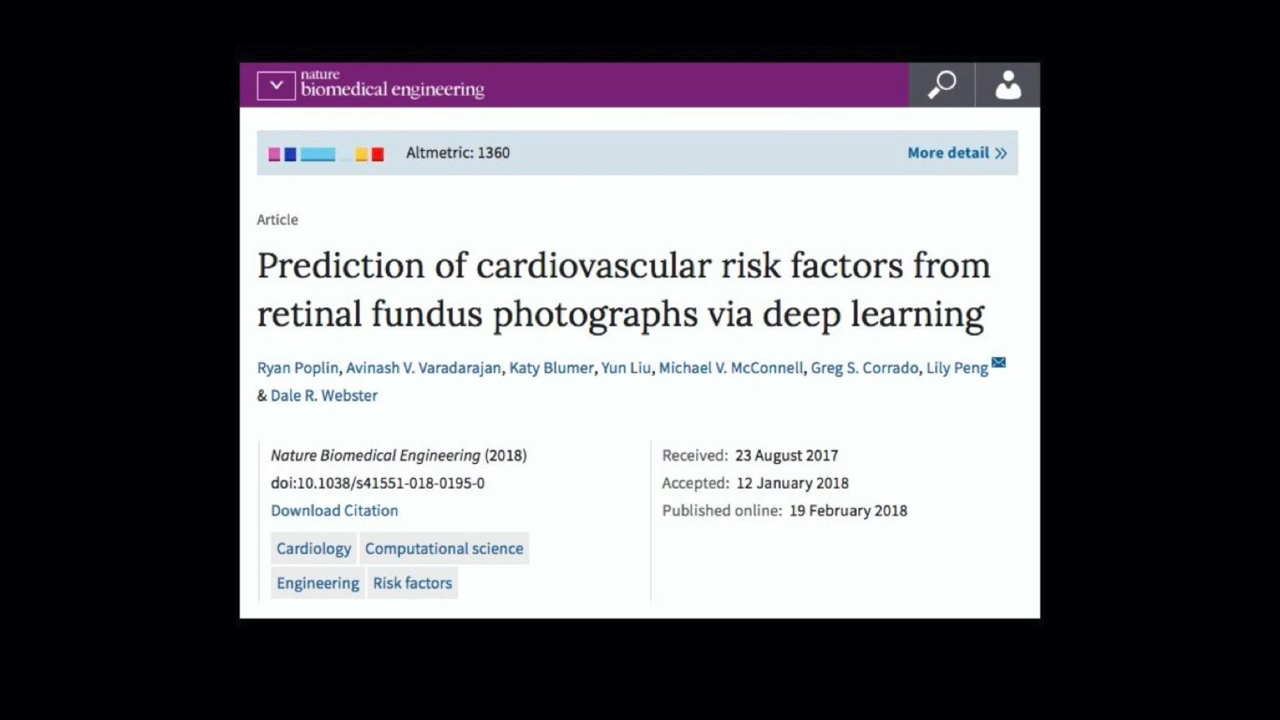 nature
biomedical engineering
Altmetric: 1360
More detail »
Article
Prediction of cardiovascular risk factors from
retinal fundus photographs via deep learning
Ryan Poplin, Avinash V. Varadarajan, Katy Blumer, Yun Liu, Michael V. McConnell, Greg S. Corrado, Lily Peng
& Dale R. Webster
Nature Biomedical Engineering (2018)
doi:10.1038/s41551-018-0195-0
Download Citation
Cardiology Computational science
Engineering Risk factors
Received: 23 August 2017
Accepted: 12 January 2018
Published online: 19 February 2018